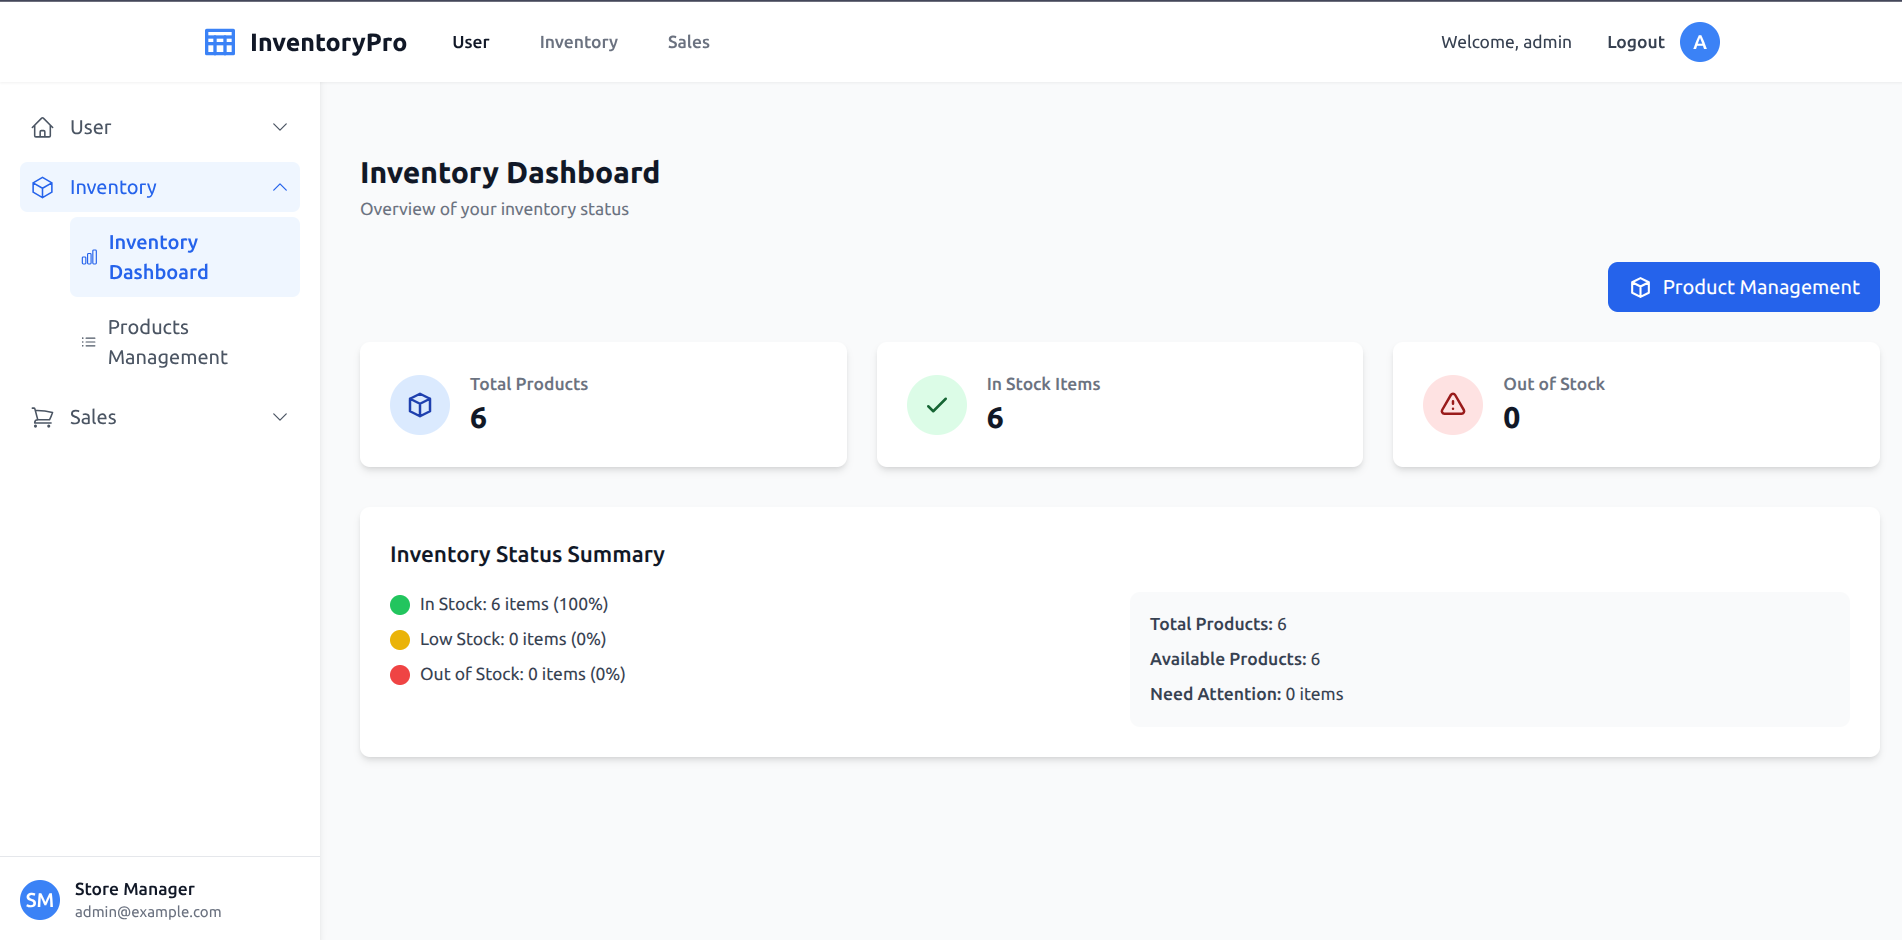 InventoryPro
User
Inventory
Sales
Welcome, admin
Logout
A
User
Inventory
Inventory
Dashboard
Products
Management
Sales
Store Manager
SM
admin@example.com
Inventory Dashboard
Overview of your inventory status
Product Management
Total Products
6
In Stock Items
6
Out of Stock
0
Inventory Status Summary
In Stock: 6 items (100%)
Low Stock: 0 items (0%)
Out of Stock: 0 items (0%)
Total Products: 6
Available Products: 6
Need Attention: 0 items